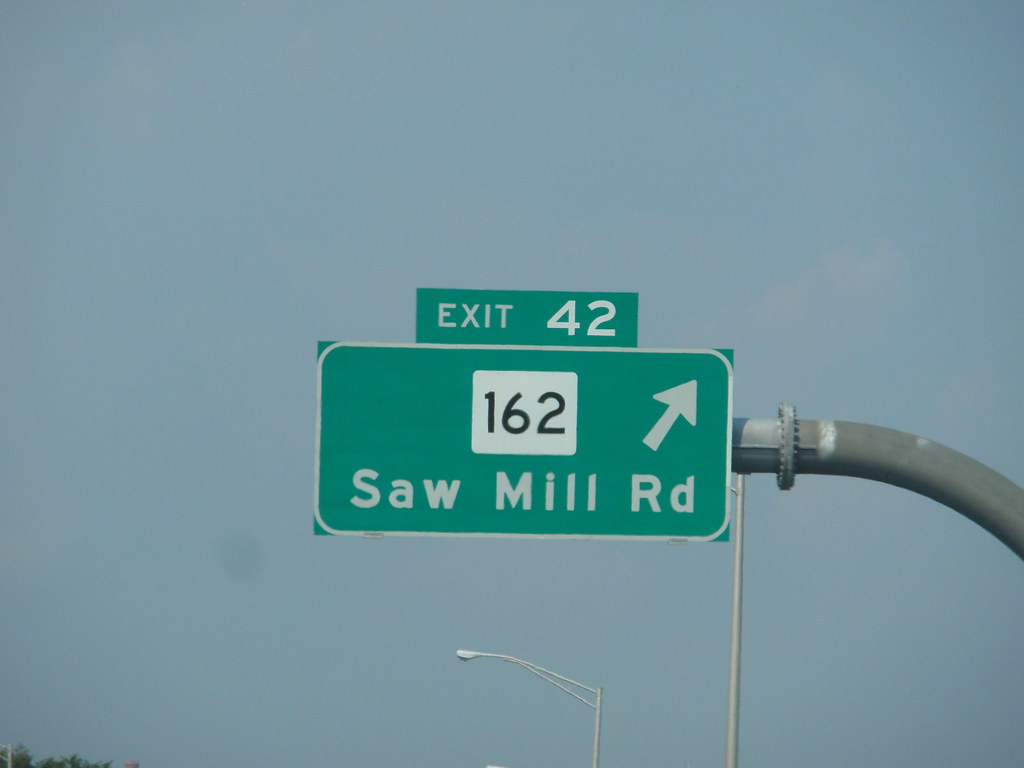 EXIT 42
162
Saw Mill Rd